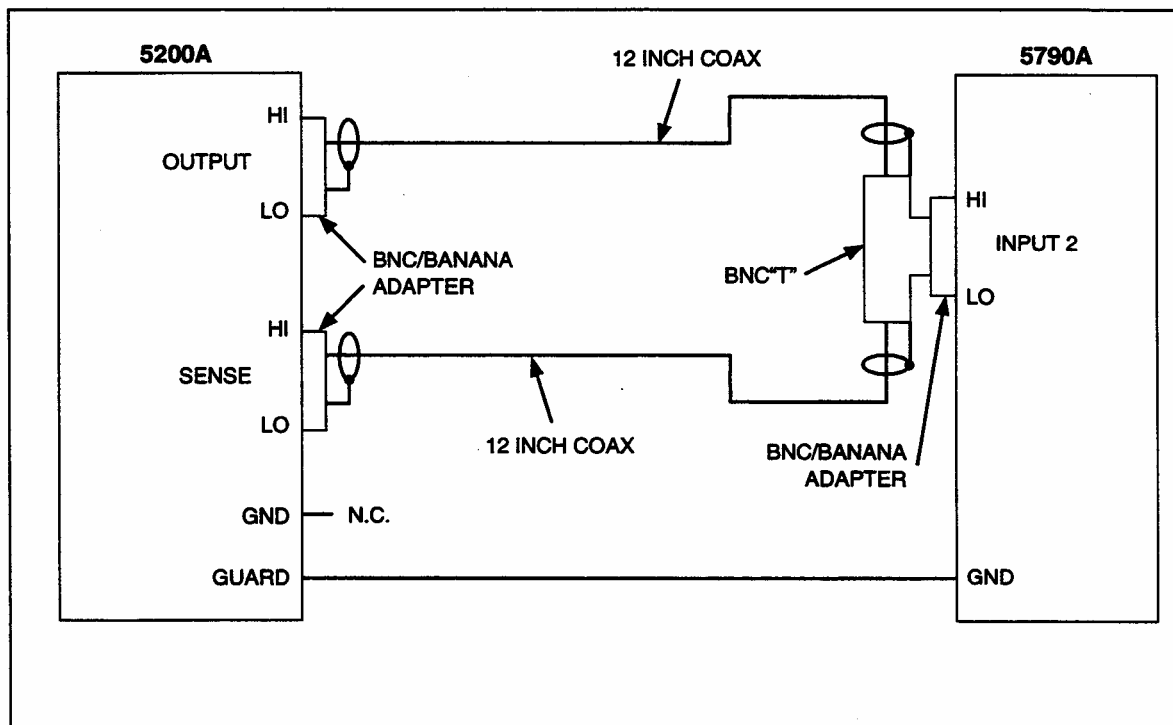 5200A
5790A
12 INCH COAX
HI
OUTPUT
LO
BNC/BANANA
ADAPTER
HI
SENSE
LO
12 INCH COAX
GND
N.C.
GUARD
BNC"T"
HI
INPUT 2
LO
BNC/BANANA
ADAPTER
GND